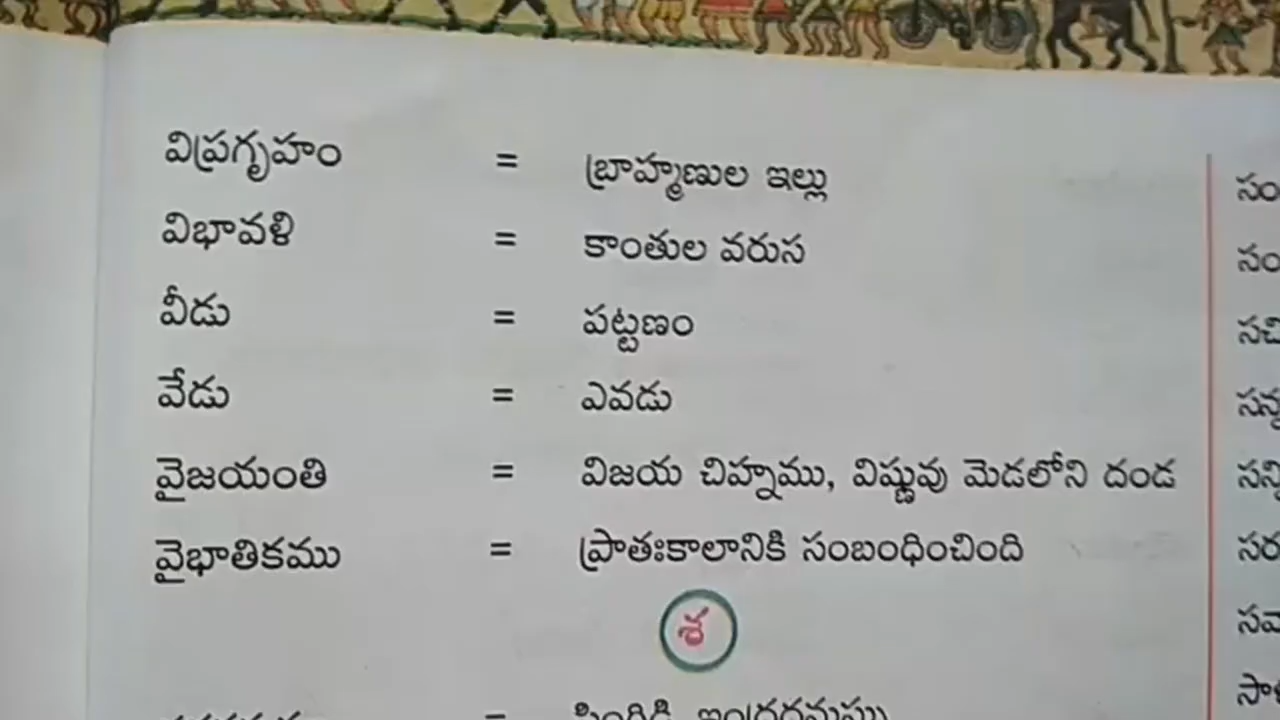 విప్రగృహం = బ్రాహ్మణుల ఇల్లు
విభావళి = కాంతుల వరుస
వీడు = పట్టణం
వేడు = ఎవడు
వైజయంతి = విజయ చిహ్నము, విష్ణువు మెడలోని దండ
వైభాతికము = ప్రాతఃకాలానికి సంబంధించింది
శ